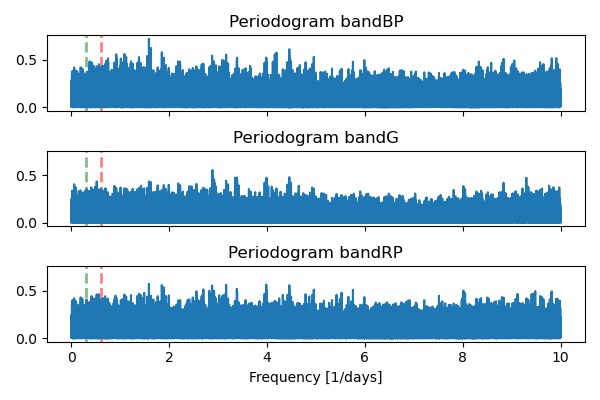 Periodogram bandBP
0.5
0.0
Periodogram bandG
0.5
0.0
Periodogram bandRP
0.5
0.0
0 2 4 6 8 10
Frequency [1/days]